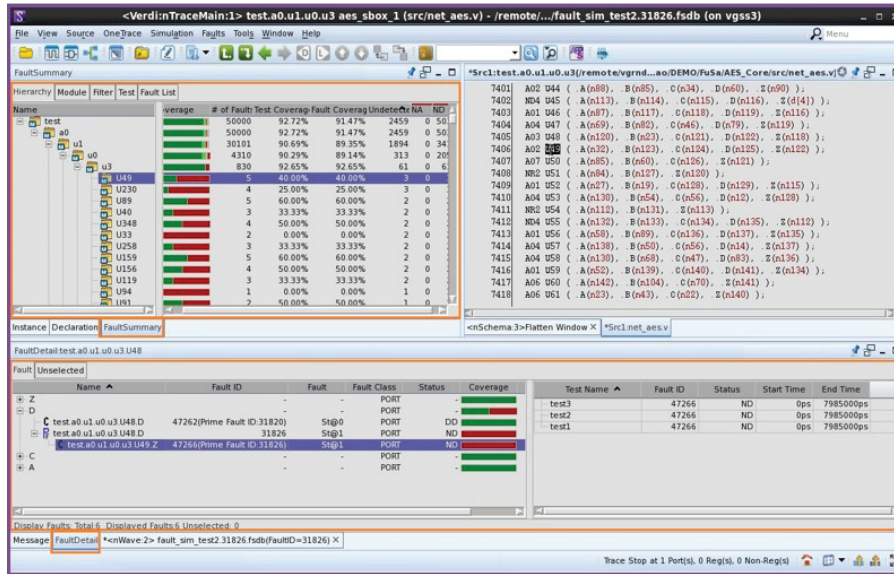 <Verdi:nTraceMain:1> test.a0.u1.u0.u3 aes_sbox_1 (src/net_aes.v) - /remote/.../fault_sim_test2.31826.fsdb (on vgss3)
File View Source OneTrace Simulation Faults Tools Window Help
Menu
FaultSummary
Hierarchy Module Filter Test Fault List
Name verage # of Fault: Test Coverag Fault Coverag Undetecte NA ND
test 50000 92.72% 91.47% 2459 0 50
a0 50000 92.72% 91.47% 2459 0 50
u1 30101 90.69% 89.35% 1894 0 34
u0 4310 90.29% 89.14% 313 0 20
u3 830 92.65% 92.65% 61 0 6
U49 5 40.00% 40.00% 3 0
U230 4 25.00% 25.00% 3 0
U89 5 60.00% 60.00% 2 0
U40 3 33.33% 33.33% 2 0
U348 4 50.00% 50.00% 2 0
U33 2 0.00% 0.00% 2 0
U258 3 33.33% 33.33% 2 0
U159 5 60.00% 60.00% 2 0
U156 4 50.00% 50.00% 2 0
U119 3 33.33% 33.33% 2 0
U94 1 0.00% 0.00% 1 0
U91 2 50.00% 50.00% 1 0
Instance Declaration FaultSummary
*Src1:test.a0.u1.u0.u3(/remote/vgrnd...ao/DEMO/FuSa/AES_Core/src/net_aes.v)
7401 AO2 U44 ( .A(n88), .B(n85), .C(n34), .D(n60), .Z(n90) );
7402 ND4 U45 ( .A(n113), .B(n114), .C(n115), .D(n116), .Z(d[4]) );
7403 AO1 U46 ( .A(n87), .B(n117), .C(n118), .D(n119), .Z(n116) );
7404 AO4 U47 ( .A(n69), .B(n82), .C(n46), .D(n79), .Z(n119) );
7405 AO3 U48 ( .A(n120), .B(n23), .C(n121), .D(n122), .Z(n118) );
7406 AO2 U49 ( .A(n32), .B(n123), .C(n124), .D(n125), .Z(n122) );
7407 AO7 U50 ( .A(n85), .B(n60), .C(n126), .Z(n121) );
7408 NR2 U51 ( .A(n84), .B(n127), .Z(n120) );
7409 AO1 U52 ( .A(n27), .B(n19), .C(n128), .D(n129), .Z(n115) );
7410 AO4 U53 ( .A(n130), .B(n54), .C(n56), .D(n12), .Z(n128) );
7411 NR2 U54 ( .A(n112), .B(n131), .Z(n113) );
7412 ND4 U55 ( .A(n132), .B(n133), .C(n134), .D(n135), .Z(n112) );
7413 AO1 U56 ( .A(n58), .B(n89), .C(n136), .D(n137), .Z(n135) );
7414 AO4 U57 ( .A(n138), .B(n50), .C(n56), .D(n14), .Z(n137) );
7415 AO4 U58 ( .A(n130), .B(n68), .C(n47), .D(n83), .Z(n136) );
7416 AO1 U59 ( .A(n52), .B(n139), .C(n140), .D(n141), .Z(n134) );
7417 AO6 U60 ( .A(n142), .B(n104), .C(n70), .Z(n141) );
7418 AO6 U61 ( .A(n23), .B(n43), .C(n22), .Z(n140) );
<nSchema:3>Flatten Window *Src1:net_aes.v
FaultDetail:test.a0.u1.u0.u3.U48
Fault Unselected
Name Fault ID Fault Fault Class Status Coverage
Z - - PORT -
D - - PORT -
test.a0.u1.u0.u3.U48.D 47262(Prime Fault ID:31820) St@0 PORT DD
test.a0.u1.u0.u3.U48.D 31826 St@1 PORT ND
test.a0.u1.u0.u3.U49.Z 47266(Prime Fault ID:31826) St@1 PORT ND
C - - PORT -
A - - PORT -
Test Name Fault ID Status Start Time End Time
test3 47266 ND 0ps 7985000ps
test2 47266 ND 0ps 7985000ps
test1 47266 ND 0ps 7985000ps
Display Faults: Total:6 Displayed Faults:6 Unselected: 0
Message FaultDetail *<nWave:2> fault_sim_test2.31826.fsdb(FaultID=31826)
Trace Stop at 1 Port(s), 0 Reg(s), 0 Non-Reg(s)